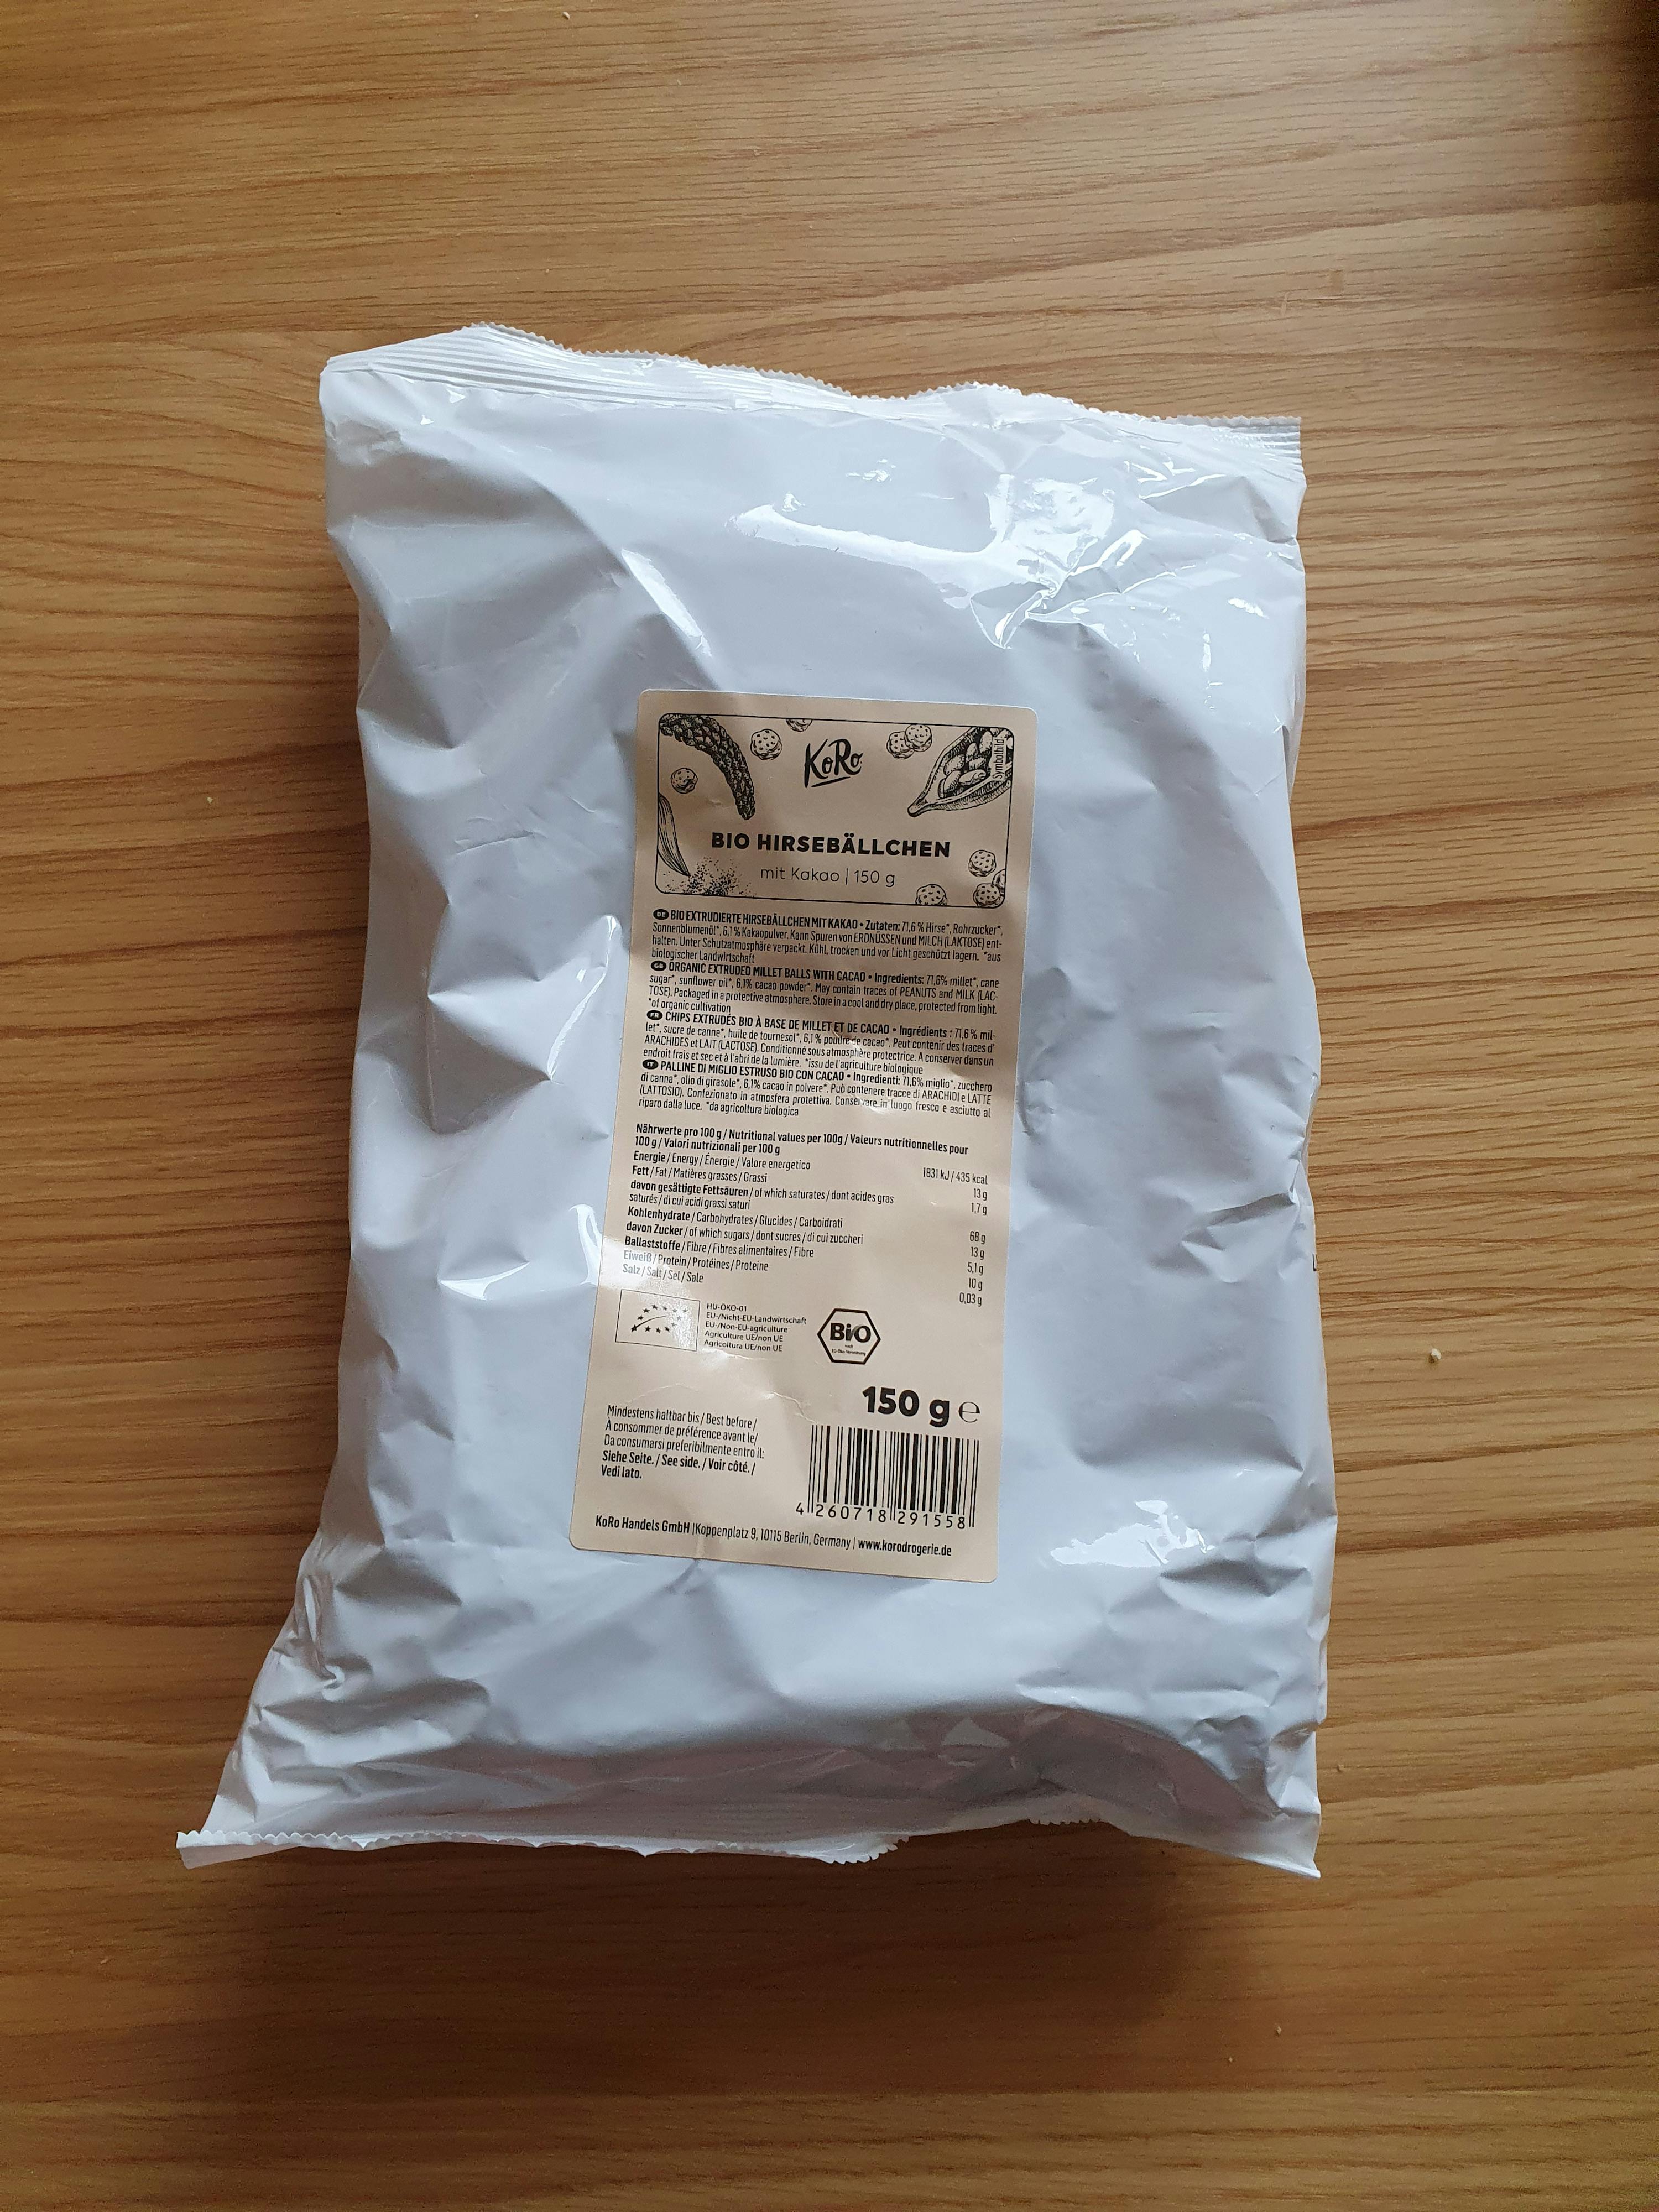 KoRo
Symbolbild
BIO HIRSEBÄLLCHEN
mit Kakao | 150 g
DE BIO EXTRUDIERTE HIRSEBÄLLCHEN MIT KAKAO • Zutaten: 71,6 % Hirse*, Rohrzucker*,
Sonnenblumenöl*, 6,1 % Kakaopulver. Kann Spuren von ERDNÜSSEN und MILCH (LAKTOSE) ent-
halten. Unter Schutzatmosphäre verpackt. Kühl, trocken und vor Licht geschützt lagern. *aus
biologischer Landwirtschaft
GB ORGANIC EXTRUDED MILLET BALLS WITH CACAO • Ingredients: 71,6% millet*, cane
sugar*, sunflower oil*, 6,1% cacao powder*. May contain traces of PEANUTS and MILK (LAC-
TOSE). Packaged in a protective atmosphere. Store in a cool and dry place, protected from light.
*of organic cultivation
FR CHIPS EXTRUDÉS BIO À BASE DE MILLET ET DE CACAO • Ingrédients : 71,6 % mil-
let*, sucre de canne*, huile de tournesol*, 6,1 % poudre de cacao*. Peut contenir des traces d'
ARACHIDES et LAIT (LACTOSE). Conditionné sous atmosphère protectrice. A conserver dans un
endroit frais et sec et à l'abri de la lumière. *issu de l'agriculture biologique
IT PALLINE DI MIGLIO ESTRUSO BIO CON CACAO • Ingredienti: 71,6% miglio*, zucchero
di canna*, olio di girasole*, 6,1% cacao in polvere*. Può contenere tracce di ARACHIDI e LATTE
(LATTOSIO). Confezionato in atmosfera protettiva. Conservare in luogo fresco e asciutto al
riparo dalla luce. *da agricoltura biologica
Nährwerte pro 100 g / Nutritional values per 100g / Valeurs nutritionnelles pour
100 g / Valori nutrizionali per 100 g
Energie / Energy / Énergie / Valore energetico 1831 kJ / 435 kcal
Fett / Fat / Matières grasses / Grassi 13 g
davon gesättigte Fettsäuren / of which saturates / dont acides gras 1,7 g
saturés / di cui acidi grassi saturi
Kohlenhydrate / Carbohydrates / Glucides / Carboidrati 68 g
davon Zucker / of which sugars / dont sucres / di cui zuccheri 13 g
Ballaststoffe / Fibre / Fibres alimentaires / Fibre 5,1 g
Eiweiß / Protein / Protéines / Proteine 10 g
Salz / Salt / Sel / Sale 0,03 g
HU-ÖKO-01
EU-/Nicht-EU-Landwirtschaft
EU-/Non-EU-agriculture
Agriculture UE/non UE
Agricoltura UE/non UE
Bio
nach
EG-Öko-Verordnung
150 g e
Mindestens haltbar bis / Best before /
À consommer de préférence avant le/
Da consumarsi preferibilmente entro il:
Siehe Seite. / See side. / Voir côté. /
Vedi lato.
4 260718 291558
KoRo Handels GmbH | Koppenplatz 9, 10115 Berlin, Germany | www.korodrogerie.de